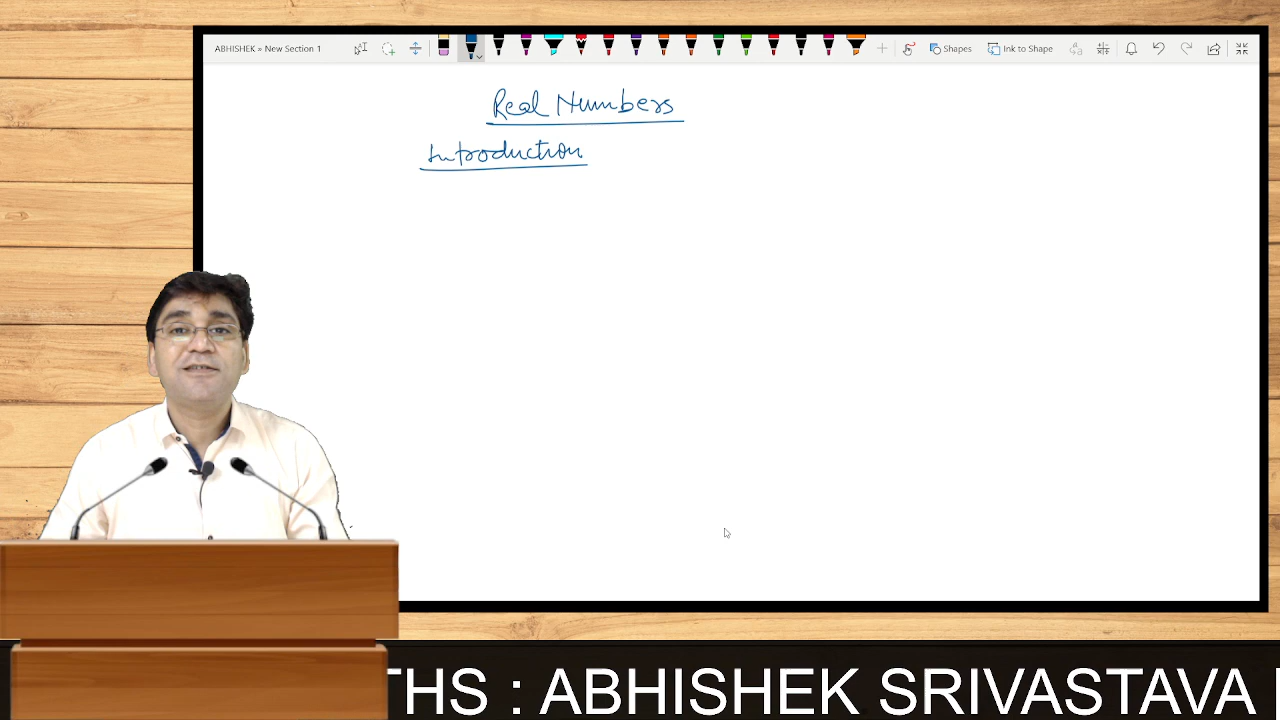 ABHISHEK » New Section 1
Shapes
Ink to Shape
Real Numbers
Introduction
THS : ABHISHEK SRIVASTAVA